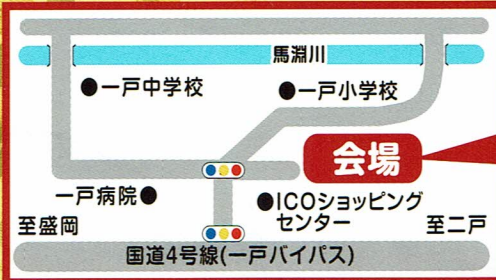 馬淵川
●一戸中学校
●一戸小学校
会場
一戸病院●
●ICOショッピング
センター
至盛岡
至二戸
国道4号線(一戸バイパス)